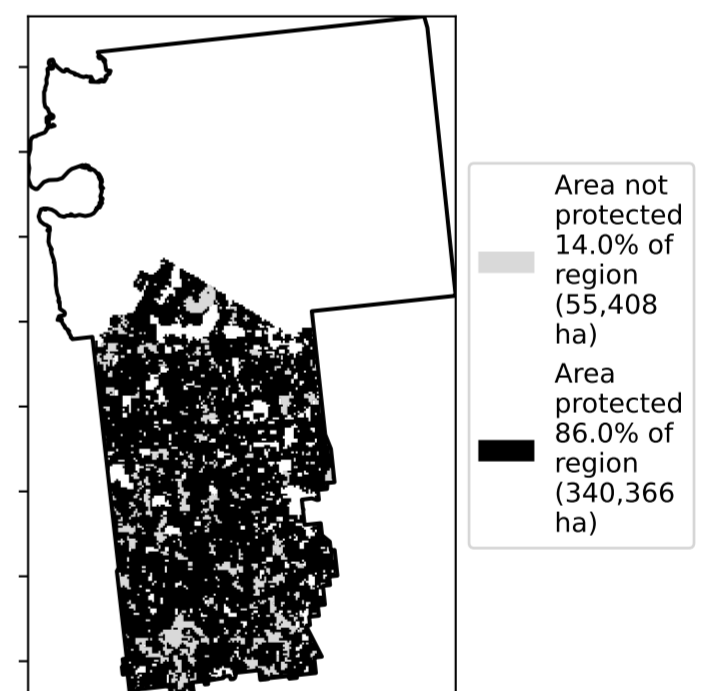 Area not
protected
14.0% of
region
(55,408
ha)
Area
protected
86.0% of
region
(340,366
ha)